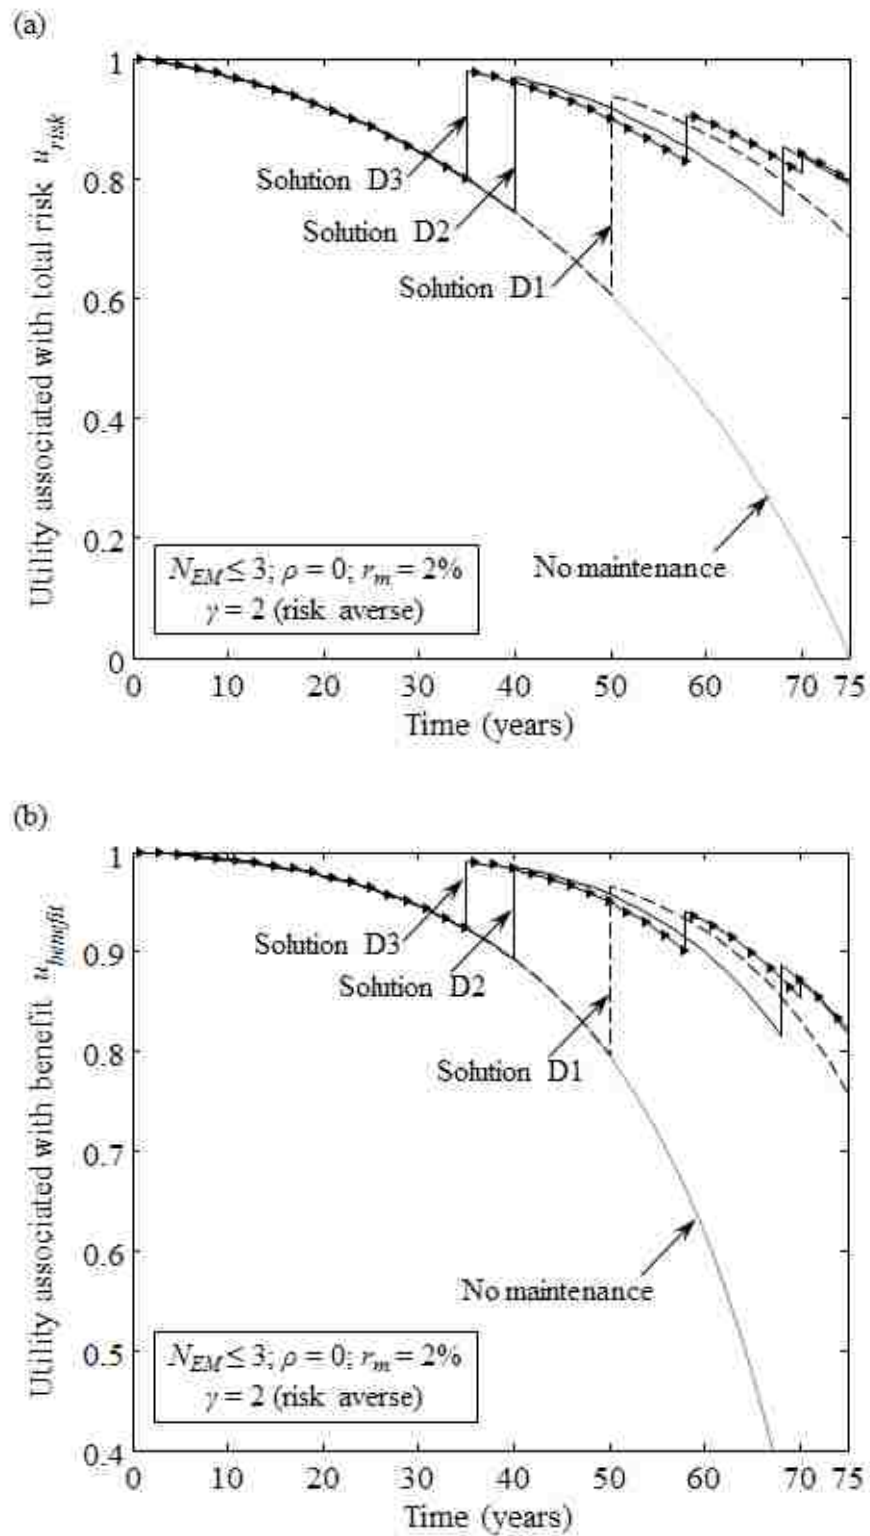 (a)
Utility associated with total risk u_risk
1
0.8
0.6
0.4
0.2
0
Solution D3
Solution D2
Solution D1
No maintenance
N_EM ≤ 3; ρ = 0; r_m = 2%
γ = 2 (risk averse)
0 10 20 30 40 50 60 70 75
Time (years)
(b)
Utility associated with benefit u_benefit
1
0.9
0.8
0.7
0.6
0.5
0.4
Solution D3
Solution D2
Solution D1
No maintenance
N_EM ≤ 3; ρ = 0; r_m = 2%
γ = 2 (risk averse)
0 10 20 30 40 50 60 70 75
Time (years)